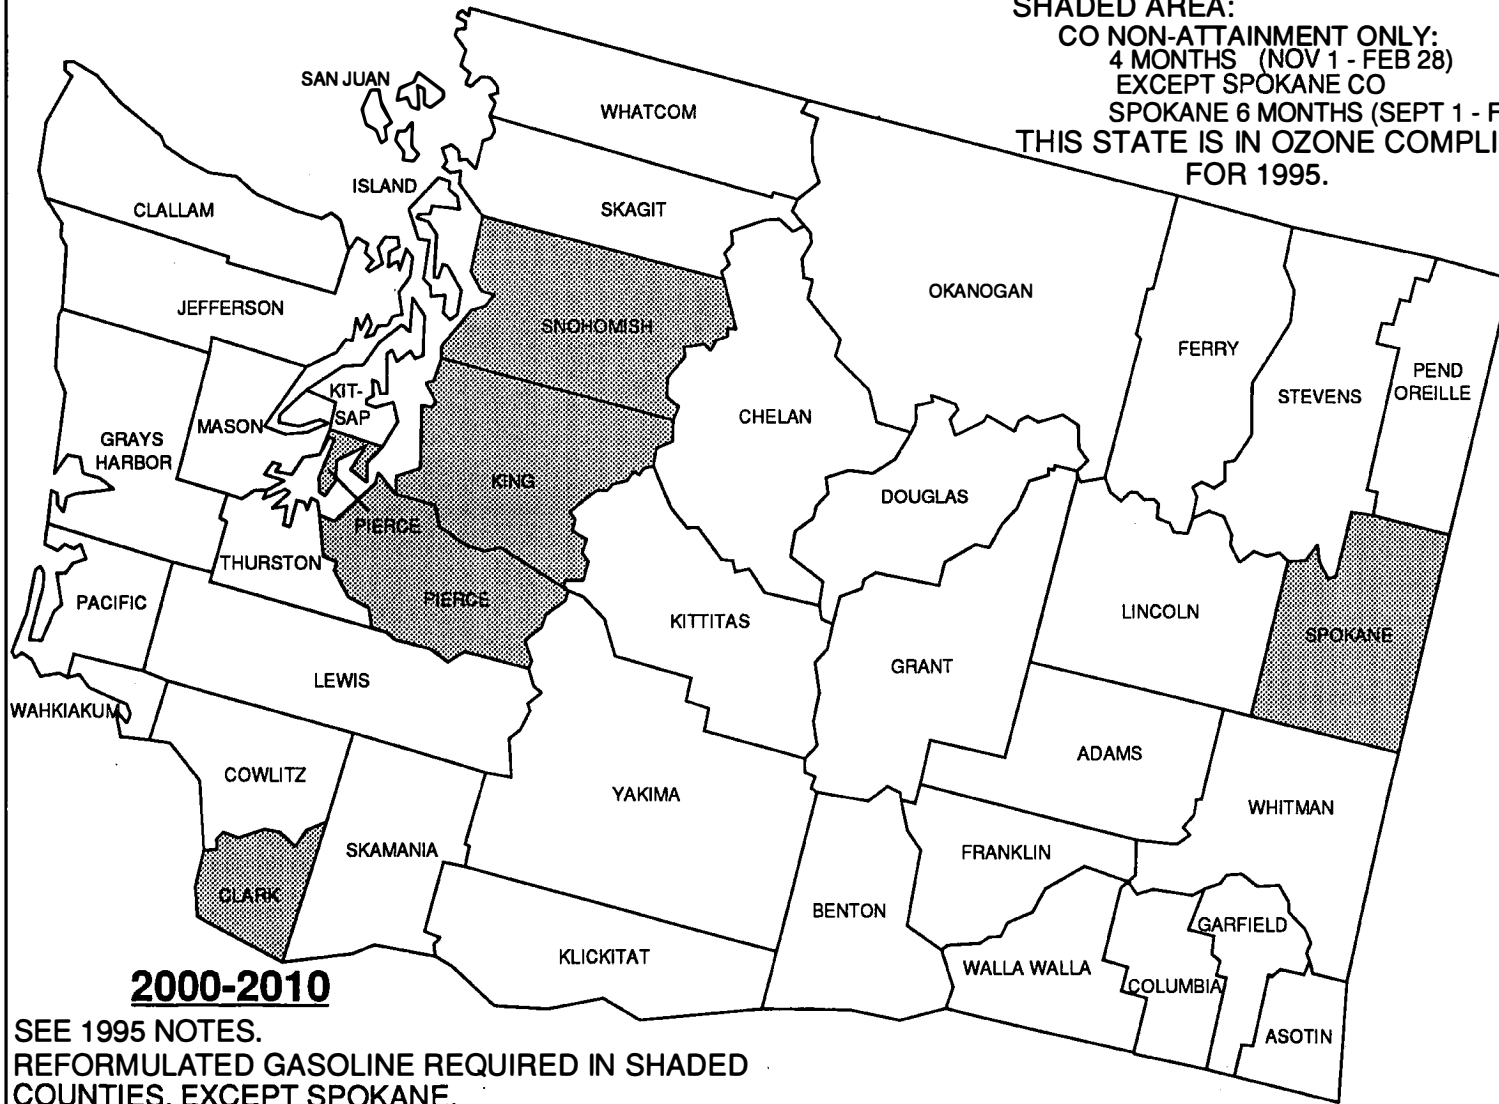 SHADED AREA:
CO NON-ATTAINMENT ONLY:
4 MONTHS (NOV 1 - FEB 28)
EXCEPT SPOKANE CO
SPOKANE 6 MONTHS (SEPT 1 - F
THIS STATE IS IN OZONE COMPLI
FOR 1995.
SAN JUAN
WHATCOM
ISLAND
CLALLAM
SKAGIT
JEFFERSON
SNOHOMISH
OKANOGAN
FERRY
STEVENS
PEND
OREILLE
KIT-
SAP
MASON
CHELAN
GRAYS
HARBOR
KING
DOUGLAS
PIERCE
THURSTON
PIERCE
PACIFIC
KITTITAS
LINCOLN
SPOKANE
GRANT
LEWIS
WAHKIAKUM
COWLITZ
YAKIMA
ADAMS
WHITMAN
SKAMANIA
FRANKLIN
CLARK
BENTON
GARFIELD
KLICKITAT
WALLA WALLA
COLUMBIA
ASOTIN
2000-2010
SEE 1995 NOTES.
REFORMULATED GASOLINE REQUIRED IN SHADED
COUNTIES, EXCEPT SPOKANE.